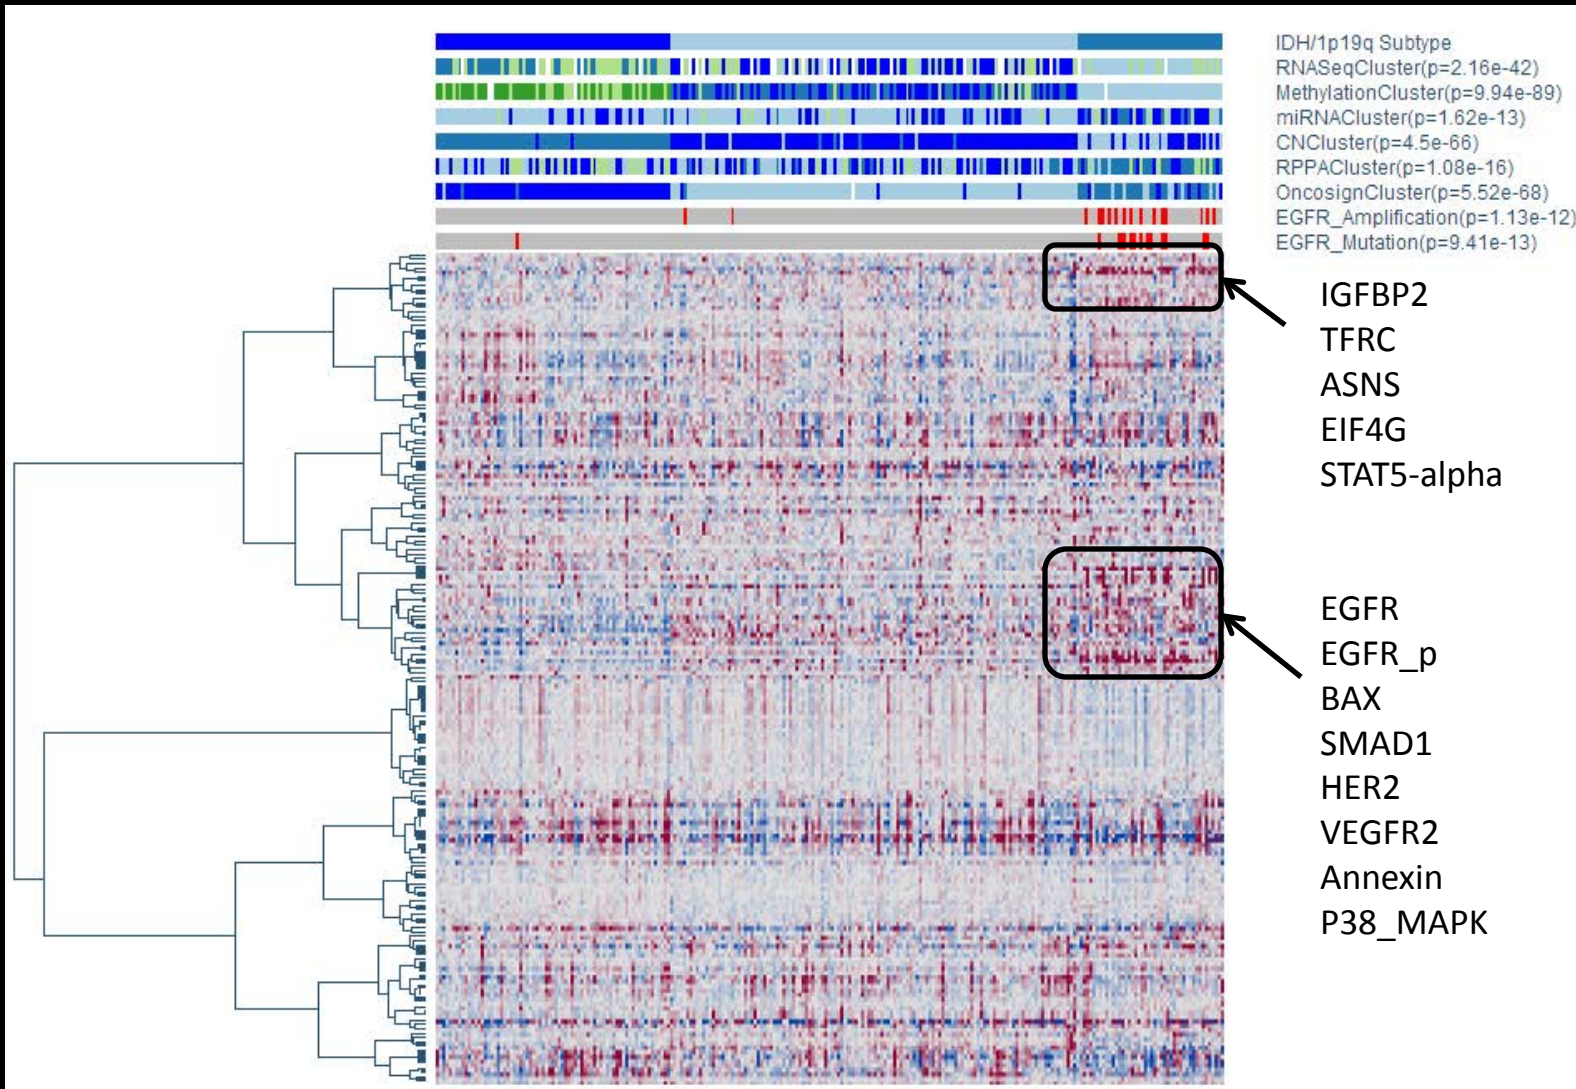 IDH/1p19q Subtype
RNASeqCluster(p=2.16e-42)
MethylationCluster(p=9.94e-89)
miRNACluster(p=1.62e-13)
CNCluster(p=4.5e-66)
RPPACluster(p=1.08e-16)
OncosignCluster(p=5.52e-68)
EGFR_Amplification(p=1.13e-12)
EGFR_Mutation(p=9.41e-13)
IGFBP2
TFRC
ASNS
EIF4G
STAT5-alpha
EGFR
EGFR_p
BAX
SMAD1
HER2
VEGFR2
Annexin
P38_MAPK